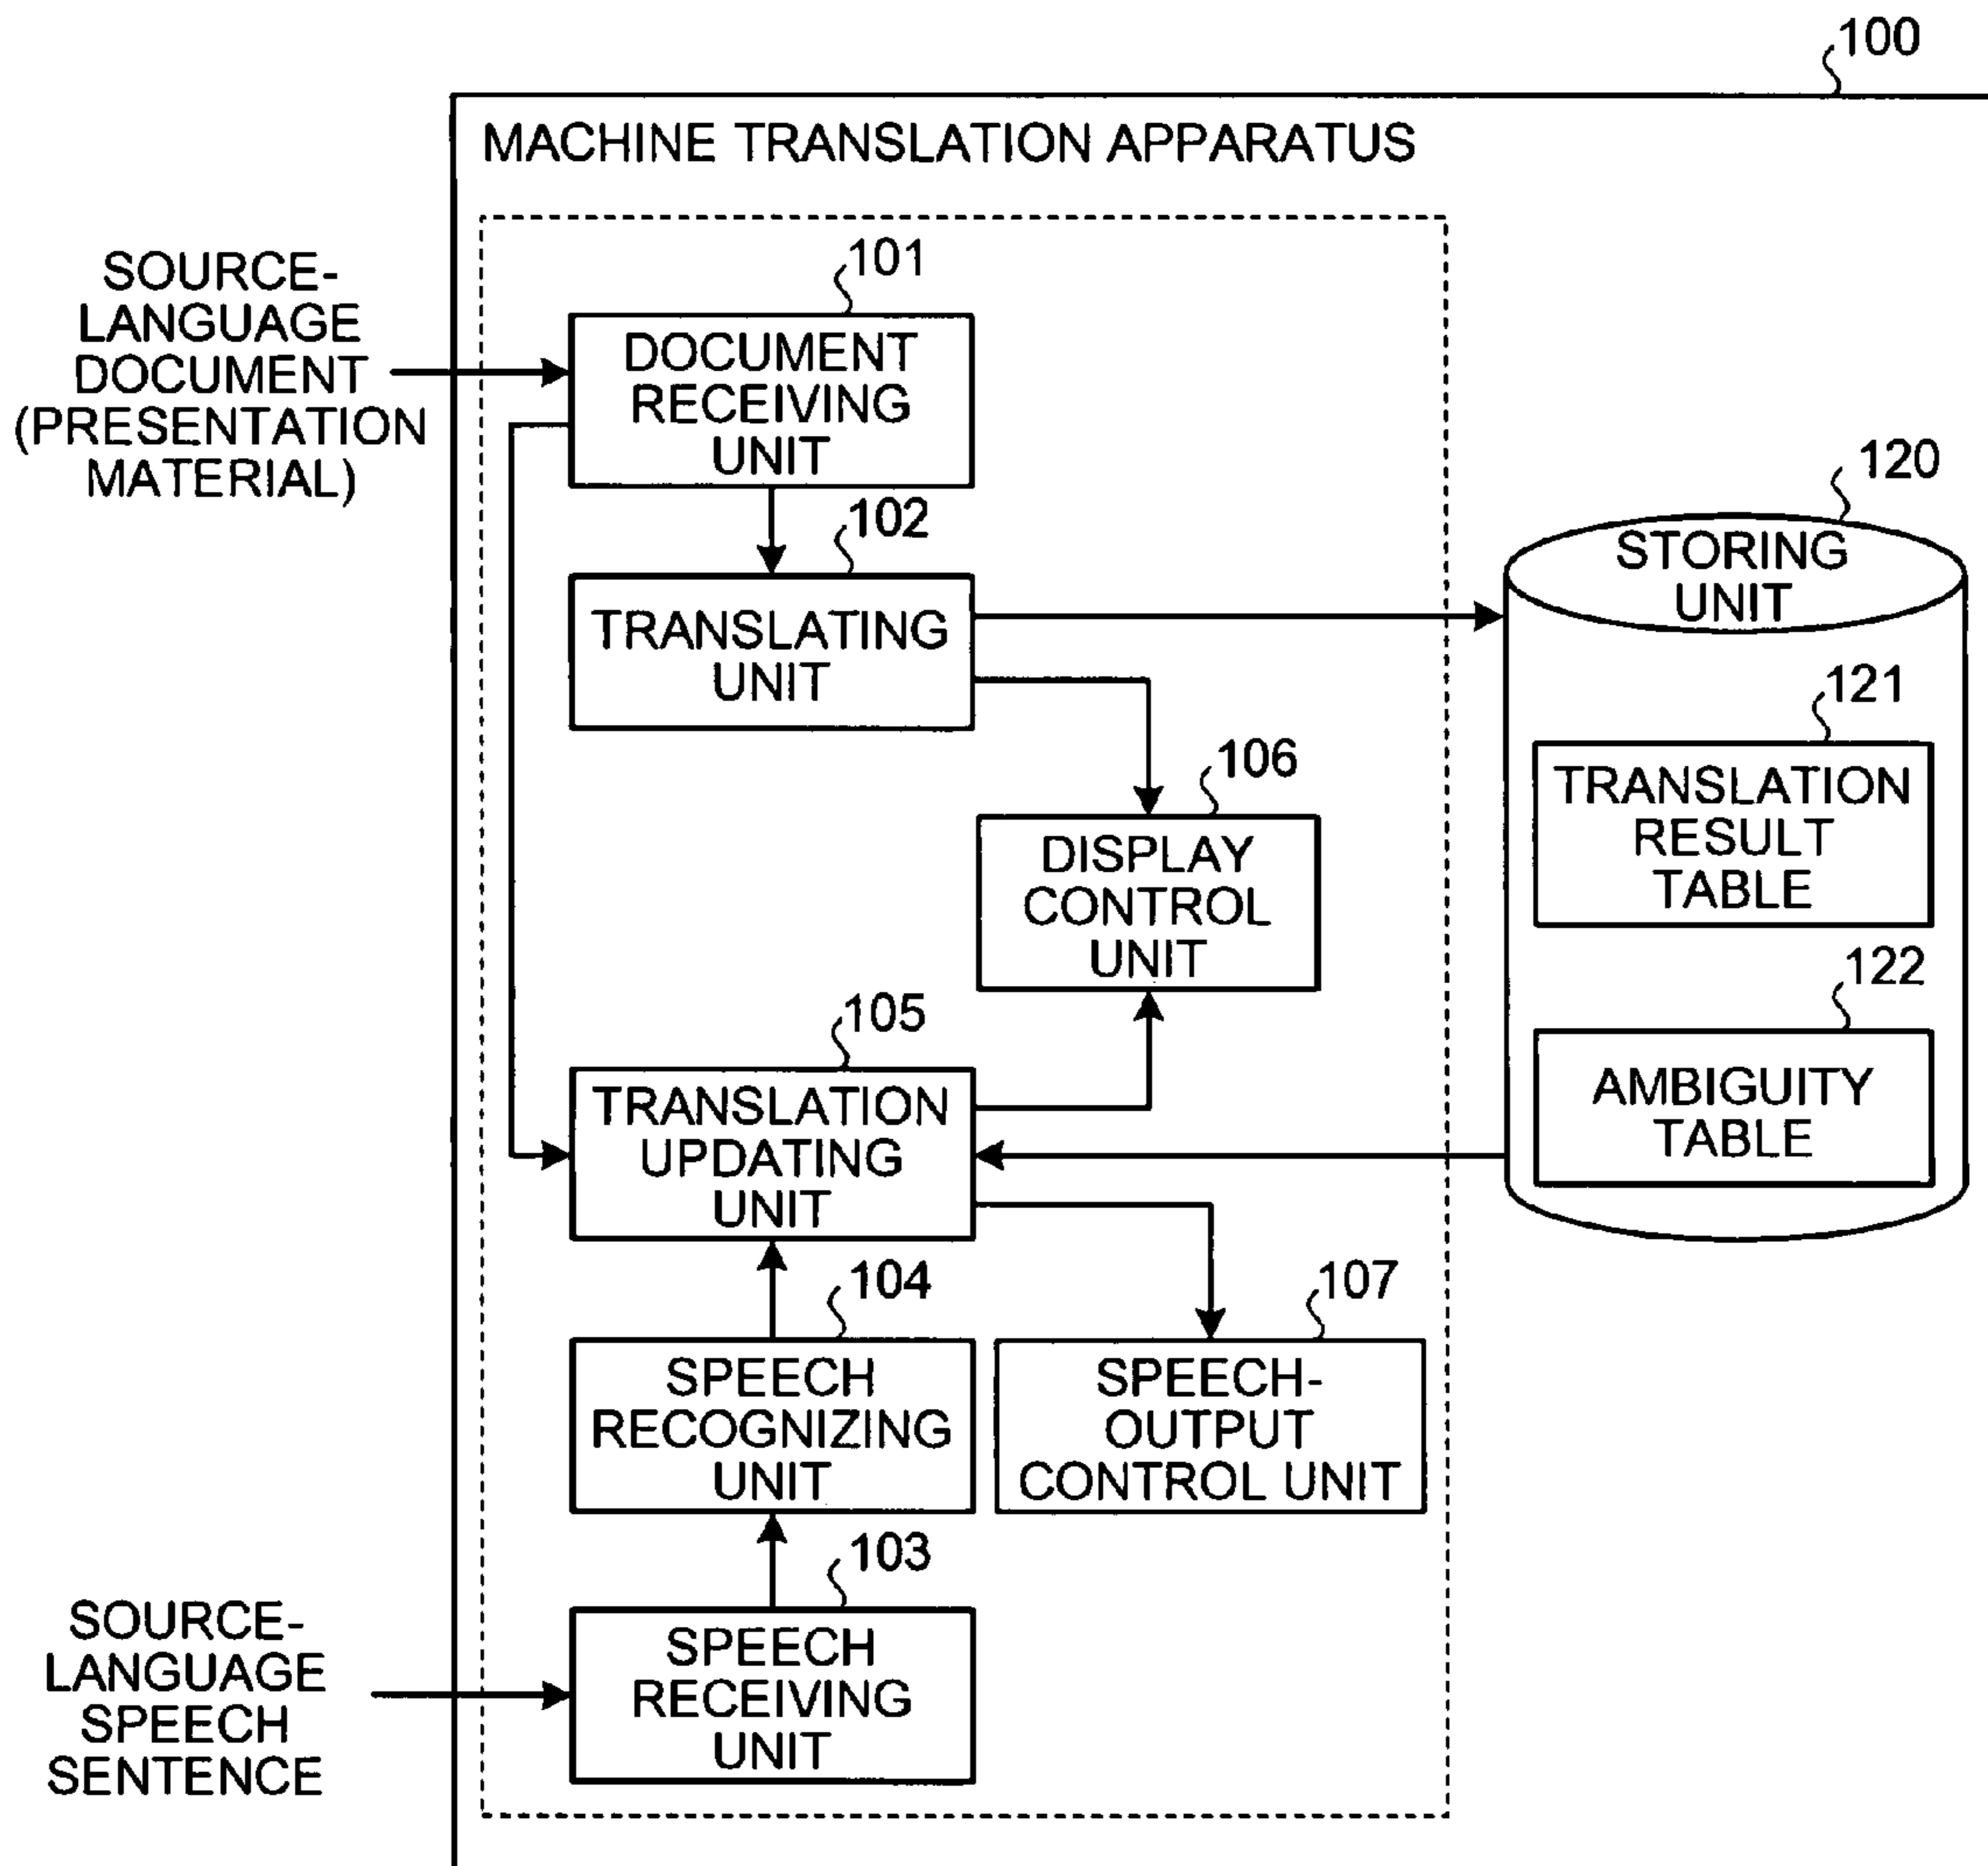 100
MACHINE TRANSLATION APPARATUS
SOURCE-
LANGUAGE
DOCUMENT
(PRESENTATION
MATERIAL)
101
DOCUMENT
RECEIVING
UNIT
102
TRANSLATING
UNIT
120
STORING
UNIT
121
TRANSLATION
RESULT
TABLE
106
DISPLAY
CONTROL
UNIT
122
AMBIGUITY
TABLE
105
TRANSLATION
UPDATING
UNIT
104
SPEECH
RECOGNIZING
UNIT
107
SPEECH-
OUTPUT
CONTROL UNIT
103
SPEECH
RECEIVING
UNIT
SOURCE-
LANGUAGE
SPEECH
SENTENCE